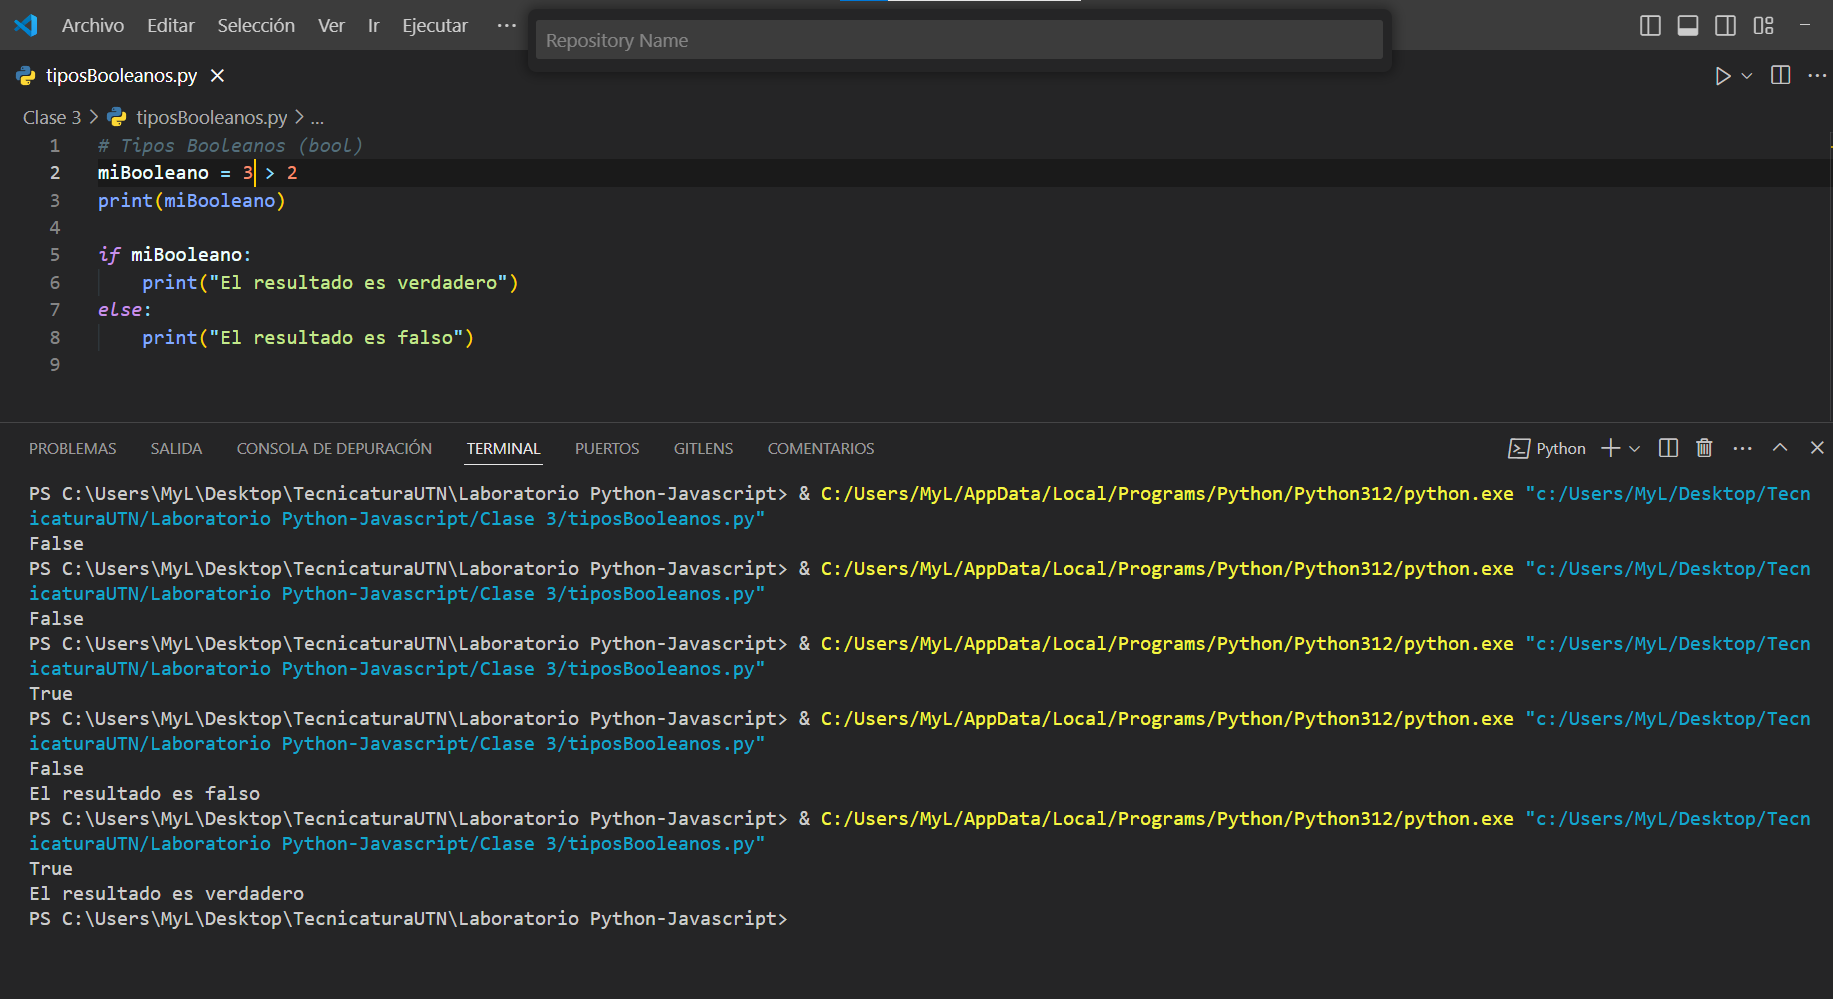 Archivo Editar Selección Ver Ir Ejecutar ···
Repository Name
tiposBooleanos.py
Clase 3 > tiposBooleanos.py > ...
1 # Tipos Booleanos (bool)
2 miBooleano = 3 > 2
3 print(miBooleano)
4
5 if miBooleano:
6     print("El resultado es verdadero")
7 else:
8     print("El resultado es falso")
9
PROBLEMAS SALIDA CONSOLA DE DEPURACIÓN TERMINAL PUERTOS GITLENS COMENTARIOS Python
PS C:\Users\MyL\Desktop\TecnicaturaUTN\Laboratorio Python-Javascript> & C:/Users/MyL/AppData/Local/Programs/Python/Python312/python.exe "c:/Users/MyL/Desktop/Tecn
icaturaUTN/Laboratorio Python-Javascript/Clase 3/tiposBooleanos.py"
False
PS C:\Users\MyL\Desktop\TecnicaturaUTN\Laboratorio Python-Javascript> & C:/Users/MyL/AppData/Local/Programs/Python/Python312/python.exe "c:/Users/MyL/Desktop/Tecn
icaturaUTN/Laboratorio Python-Javascript/Clase 3/tiposBooleanos.py"
False
PS C:\Users\MyL\Desktop\TecnicaturaUTN\Laboratorio Python-Javascript> & C:/Users/MyL/AppData/Local/Programs/Python/Python312/python.exe "c:/Users/MyL/Desktop/Tecn
icaturaUTN/Laboratorio Python-Javascript/Clase 3/tiposBooleanos.py"
True
PS C:\Users\MyL\Desktop\TecnicaturaUTN\Laboratorio Python-Javascript> & C:/Users/MyL/AppData/Local/Programs/Python/Python312/python.exe "c:/Users/MyL/Desktop/Tecn
icaturaUTN/Laboratorio Python-Javascript/Clase 3/tiposBooleanos.py"
False
El resultado es falso
PS C:\Users\MyL\Desktop\TecnicaturaUTN\Laboratorio Python-Javascript> & C:/Users/MyL/AppData/Local/Programs/Python/Python312/python.exe "c:/Users/MyL/Desktop/Tecn
icaturaUTN/Laboratorio Python-Javascript/Clase 3/tiposBooleanos.py"
True
El resultado es verdadero
PS C:\Users\MyL\Desktop\TecnicaturaUTN\Laboratorio Python-Javascript>